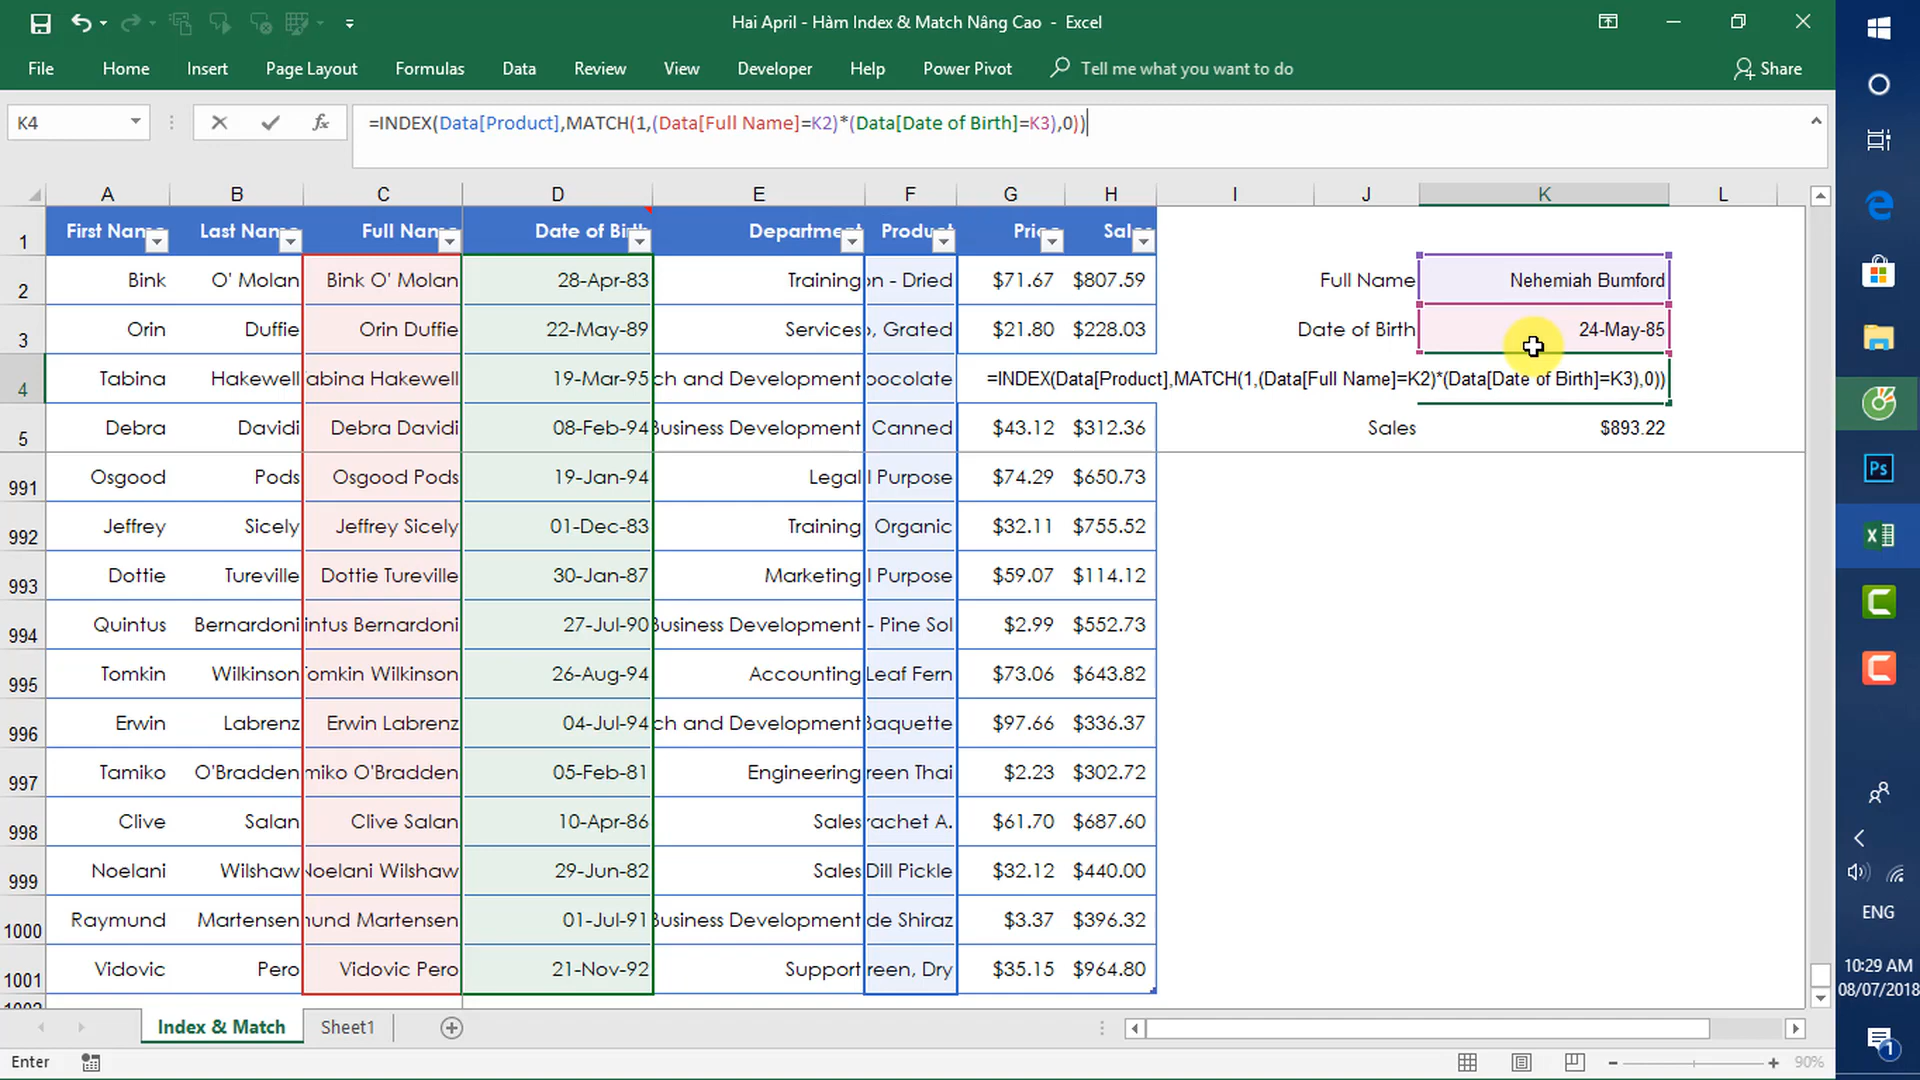 Hai April - Hàm Index & Match Nâng Cao - Excel
File Home Insert Page Layout Formulas Data Review View Developer Help Power Pivot Tell me what you want to do Share
K4 fx =INDEX(Data[Product],MATCH(1,(Data[Full Name]=K2)*(Data[Date of Birth]=K3),0))
A B C D E F G H I J K L
1 First Nam Last Nam Full Nam Date of Birt Departmen Produc Pric Sal
2 Bink O' Molan Bink O' Molan 28-Apr-83 Training on - Dried $71.67 $807.59 Full Name Nehemiah Bumford
3 Orin Duffie Orin Duffie 22-May-89 Services o, Grated $21.80 $228.03 Date of Birth 24-May-85
4 Tabina Hakewell abina Hakewell 19-Mar-95 ch and Development ocolate =INDEX(Data[Product],MATCH(1,(Data[Full Name]=K2)*(Data[Date of Birth]=K3),0))
5 Debra Davidi Debra Davidi 08-Feb-94 Business Development Canned $43.12 $312.36 Sales $893.22
991 Osgood Pods Osgood Pods 19-Jan-94 Legal l Purpose $74.29 $650.73
992 Jeffrey Sicely Jeffrey Sicely 01-Dec-83 Training Organic $32.11 $755.52
993 Dottie Tureville Dottie Tureville 30-Jan-87 Marketing l Purpose $59.07 $114.12
994 Quintus Bernardoni intus Bernardoni 27-Jul-90 Business Development - Pine Sol $2.99 $552.73
995 Tomkin Wilkinson Tomkin Wilkinson 26-Aug-94 Accounting Leaf Fern $73.06 $643.82
996 Erwin Labrenz Erwin Labrenz 04-Jul-94 ch and Development Baquette $97.66 $336.37
997 Tamiko O'Bradden miko O'Bradden 05-Feb-81 Engineering reen Thai $2.23 $302.72
998 Clive Salan Clive Salan 10-Apr-86 Sales rachet A. $61.70 $687.60
999 Noelani Wilshaw Noelani Wilshaw 29-Jun-82 Sales Dill Pickle $32.12 $440.00
1000 Raymund Martensen mund Martensen 01-Jul-91 Business Development de Shiraz $3.37 $396.32
1001 Vidovic Pero Vidovic Pero 21-Nov-92 Support reen, Dry $35.15 $964.80
Index & Match Sheet1
Enter 90%
Ps
ENG
10:29 AM
08/07/2018
1